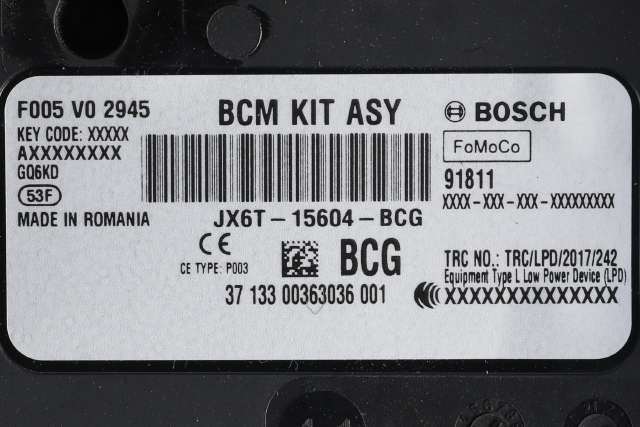 F005 V0 2945
BCM KIT ASY
BOSCH
KEY CODE: XXXXX
AXXXXXXXX
GQ6KD
53F
MADE IN ROMANIA
FoMoCo
91811
XXXX-XXX-XXX-XXXXXXXXX
JX6T-15604-BCG
CE
CE TYPE: P003
BCG
37 133 00363036 001
TRC NO.: TRC/LPD/2017/242
Equipment Type L Low Power Device (LPD)
XXXXXXXXXXXXXX